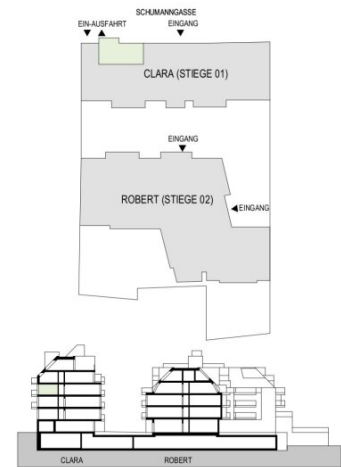 SCHUMANNGASSE
EIN-AUSFAHRT EINGANG
CLARA (STIEGE 01)
EINGANG
ROBERT (STIEGE 02)
EINGANG
CLARA ROBERT